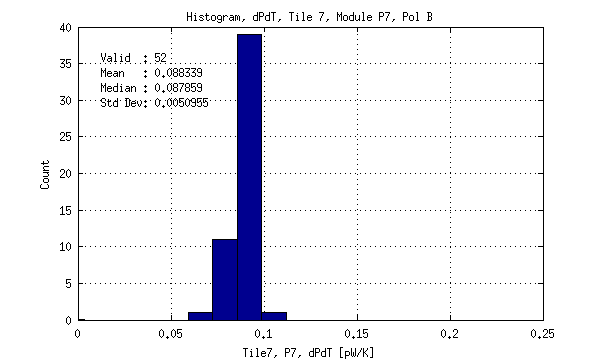 Histogram, dPdT, Tile 7, Module P7, Pol B
Valid : 52
Mean : 0.088339
Median : 0.087859
Std Dev: 0.0050955
40
35
30
25
20
15
10
5
0
Count
0 0.05 0.1 0.15 0.2 0.25
Tile7, P7, dPdT [pW/K]